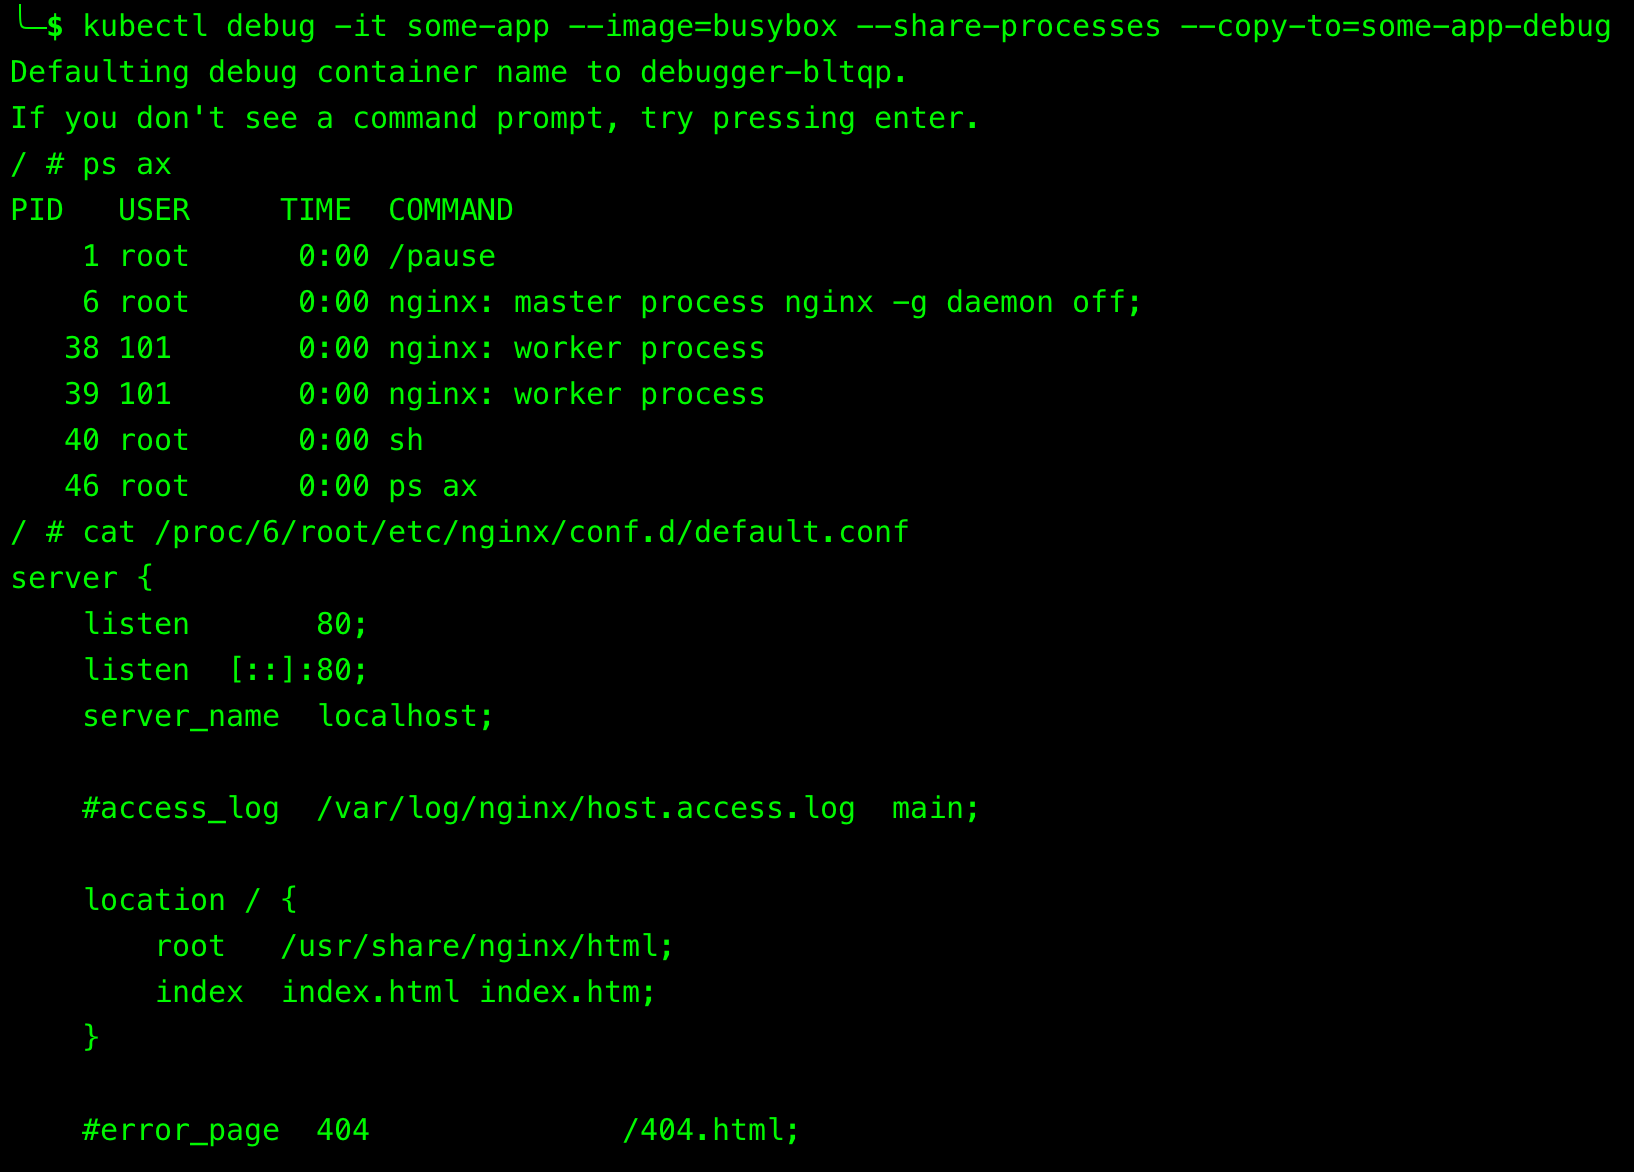 ╰─$ kubectl debug -it some-app --image=busybox --share-processes --copy-to=some-app-debug
Defaulting debug container name to debugger-bltqp.
If you don't see a command prompt, try pressing enter.
/ # ps ax
PID   USER     TIME  COMMAND
    1 root      0:00 /pause
    6 root      0:00 nginx: master process nginx -g daemon off;
   38 101       0:00 nginx: worker process
   39 101       0:00 nginx: worker process
   40 root      0:00 sh
   46 root      0:00 ps ax
/ # cat /proc/6/root/etc/nginx/conf.d/default.conf
server {
    listen       80;
    listen  [::]:80;
    server_name  localhost;

    #access_log  /var/log/nginx/host.access.log  main;

    location / {
        root   /usr/share/nginx/html;
        index  index.html index.htm;
    }

    #error_page  404              /404.html;